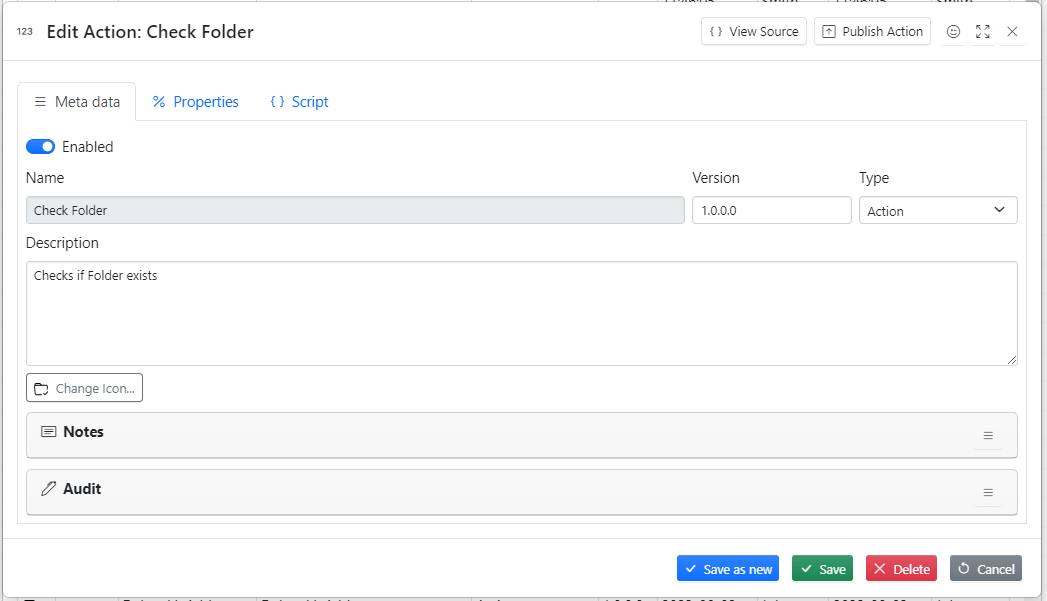 123 Edit Action: Check Folder { } View Source Publish Action
Meta data Properties { } Script
Enabled
Name Version Type
Check Folder 1.0.0.0 Action
Description
Checks if Folder exists
Change Icon...
Notes
Audit
Save as new Save Delete Cancel